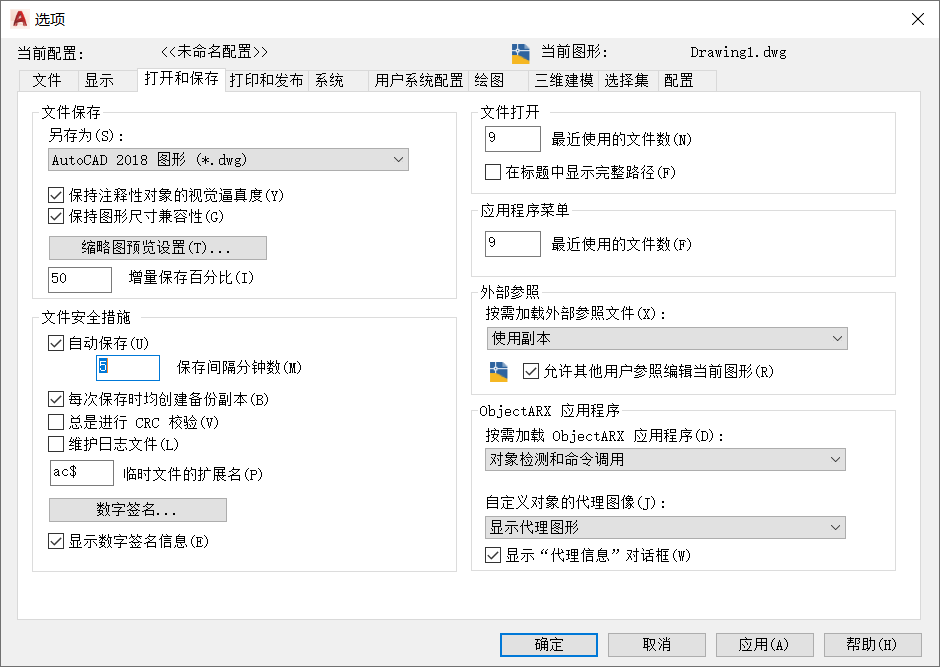 选项
当前配置: <<未命名配置>> 当前图形: Drawing1.dwg
文件 显示 打开和保存 打印和发布 系统 用户系统配置 绘图 三维建模 选择集 配置
文件保存
另存为(S):
AutoCAD 2018 图形 (*.dwg)
保持注释性对象的视觉逼真度(Y)
保持图形尺寸兼容性(G)
缩略图预览设置(T)...
50 增量保存百分比(I)
文件安全措施
自动保存(U)
5 保存间隔分钟数(M)
每次保存时均创建备份副本(B)
总是进行 CRC 校验(V)
维护日志文件(L)
ac$ 临时文件的扩展名(P)
数字签名...
显示数字签名信息(E)
文件打开
9 最近使用的文件数(N)
在标题中显示完整路径(F)
应用程序菜单
9 最近使用的文件数(F)
外部参照
按需加载外部参照文件(X):
使用副本
允许其他用户参照编辑当前图形(R)
ObjectARX 应用程序
按需加载 ObjectARX 应用程序(D):
对象检测和命令调用
自定义对象的代理图像(J):
显示代理图形
显示“代理信息”对话框(W)
确定 取消 应用(A) 帮助(H)